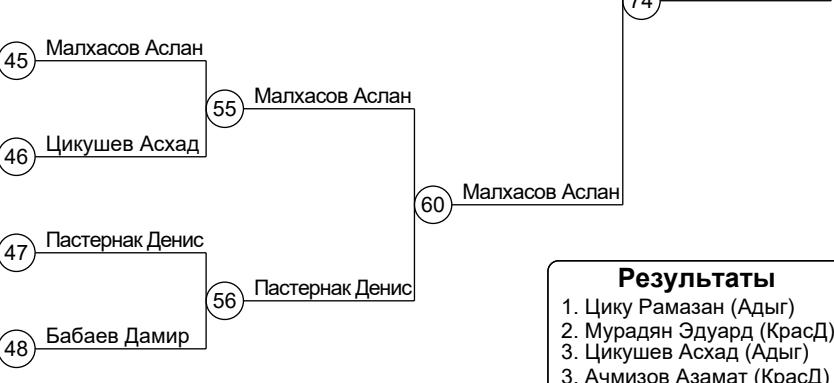 74
45 Малхасов Аслан
55 Малхасов Аслан
46 Цикушев Асхад
60 Малхасов Аслан
47 Пастернак Денис
56 Пастернак Денис
48 Бабаев Дамир
Результаты
1. Цику Рамазан (Адыг)
2. Мурадян Эдуард (КрасД)
3. Цикушев Асхад (Адыг)
3. Ачмизов Азамат (КрасД)